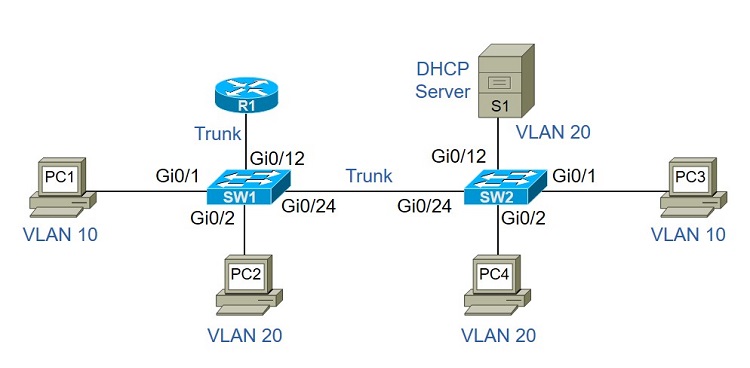 DHCP
Server
S1
VLAN 20
R1
Trunk
Gi0/12
Gi0/12
PC1
Gi0/1
SW1
Gi0/2
Gi0/24
Trunk
Gi0/24
SW2
Gi0/2
Gi0/1
PC3
VLAN 10
VLAN 10
PC2
VLAN 20
PC4
VLAN 20